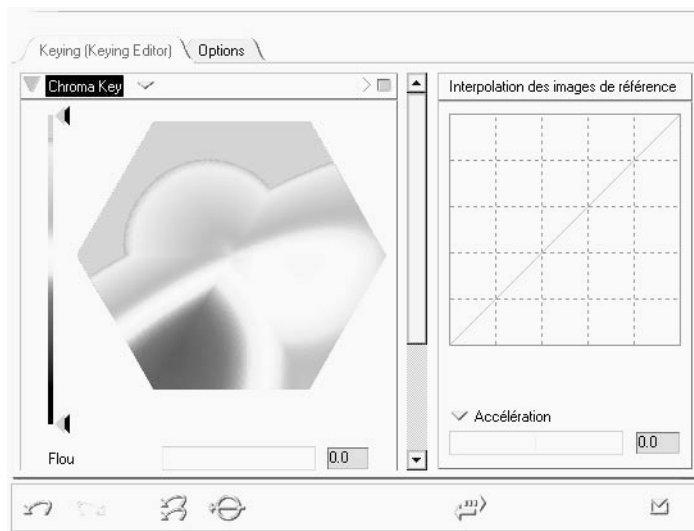 Keying (Keying Editor) Options
Chroma Key
Interpolation des images de référence
Accélération
0.0
Flou 0.0